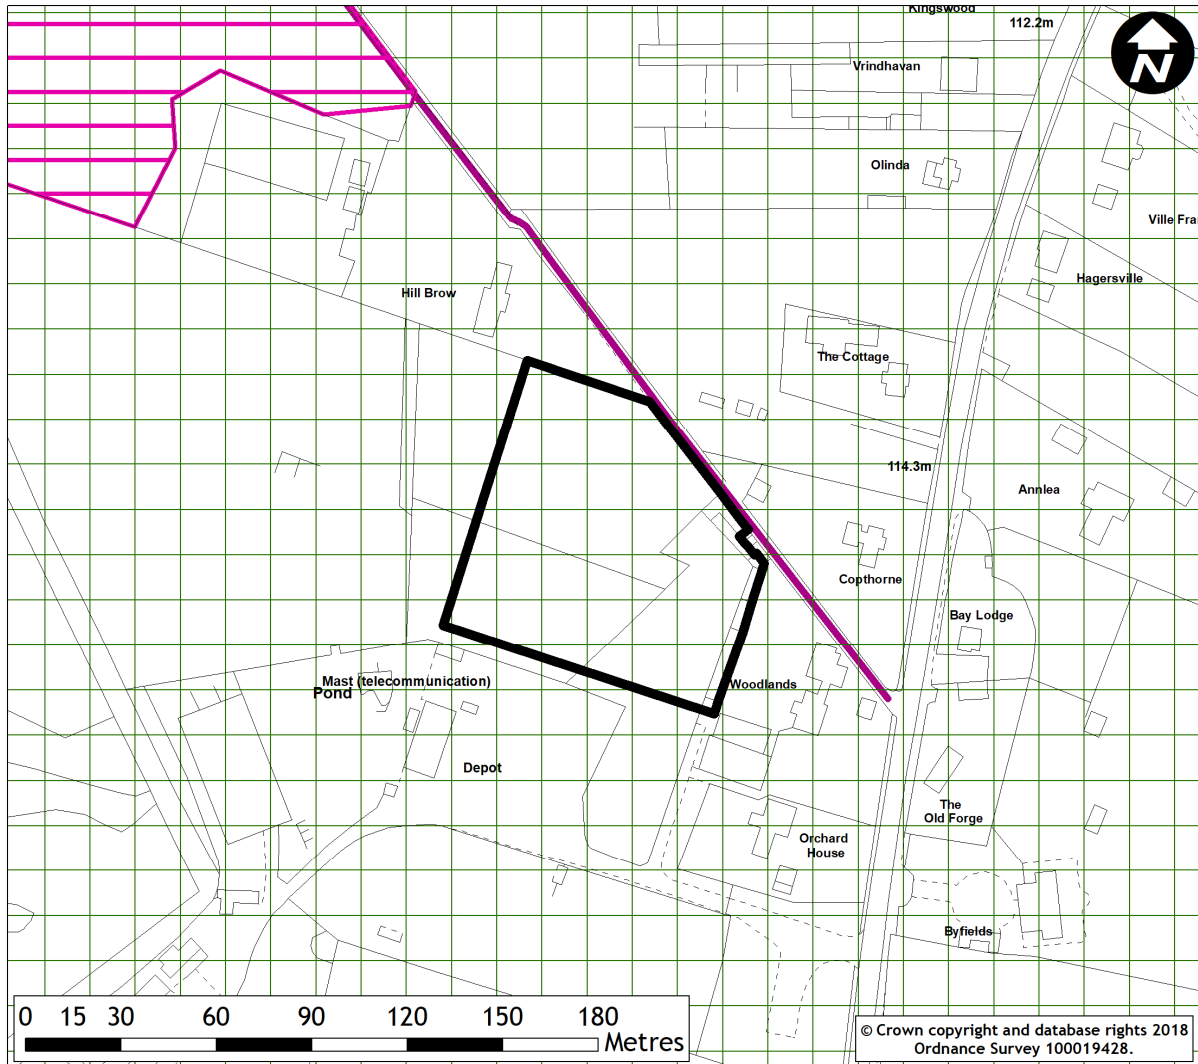 Kingswood
112.2m
N
Vrindhavan
Olinda
Ville Fra
Hagersville
Hill Brow
The Cottage
114.3m
Annlea
Copthorne
Bay Lodge
Mast (telecommunication)
Pond
Woodlands
Depot
The
Old Forge
Orchard
House
Byfields
0 15 30 60 90 120 150 180
Metres
© Crown copyright and database rights 2018
Ordnance Survey 100019428.